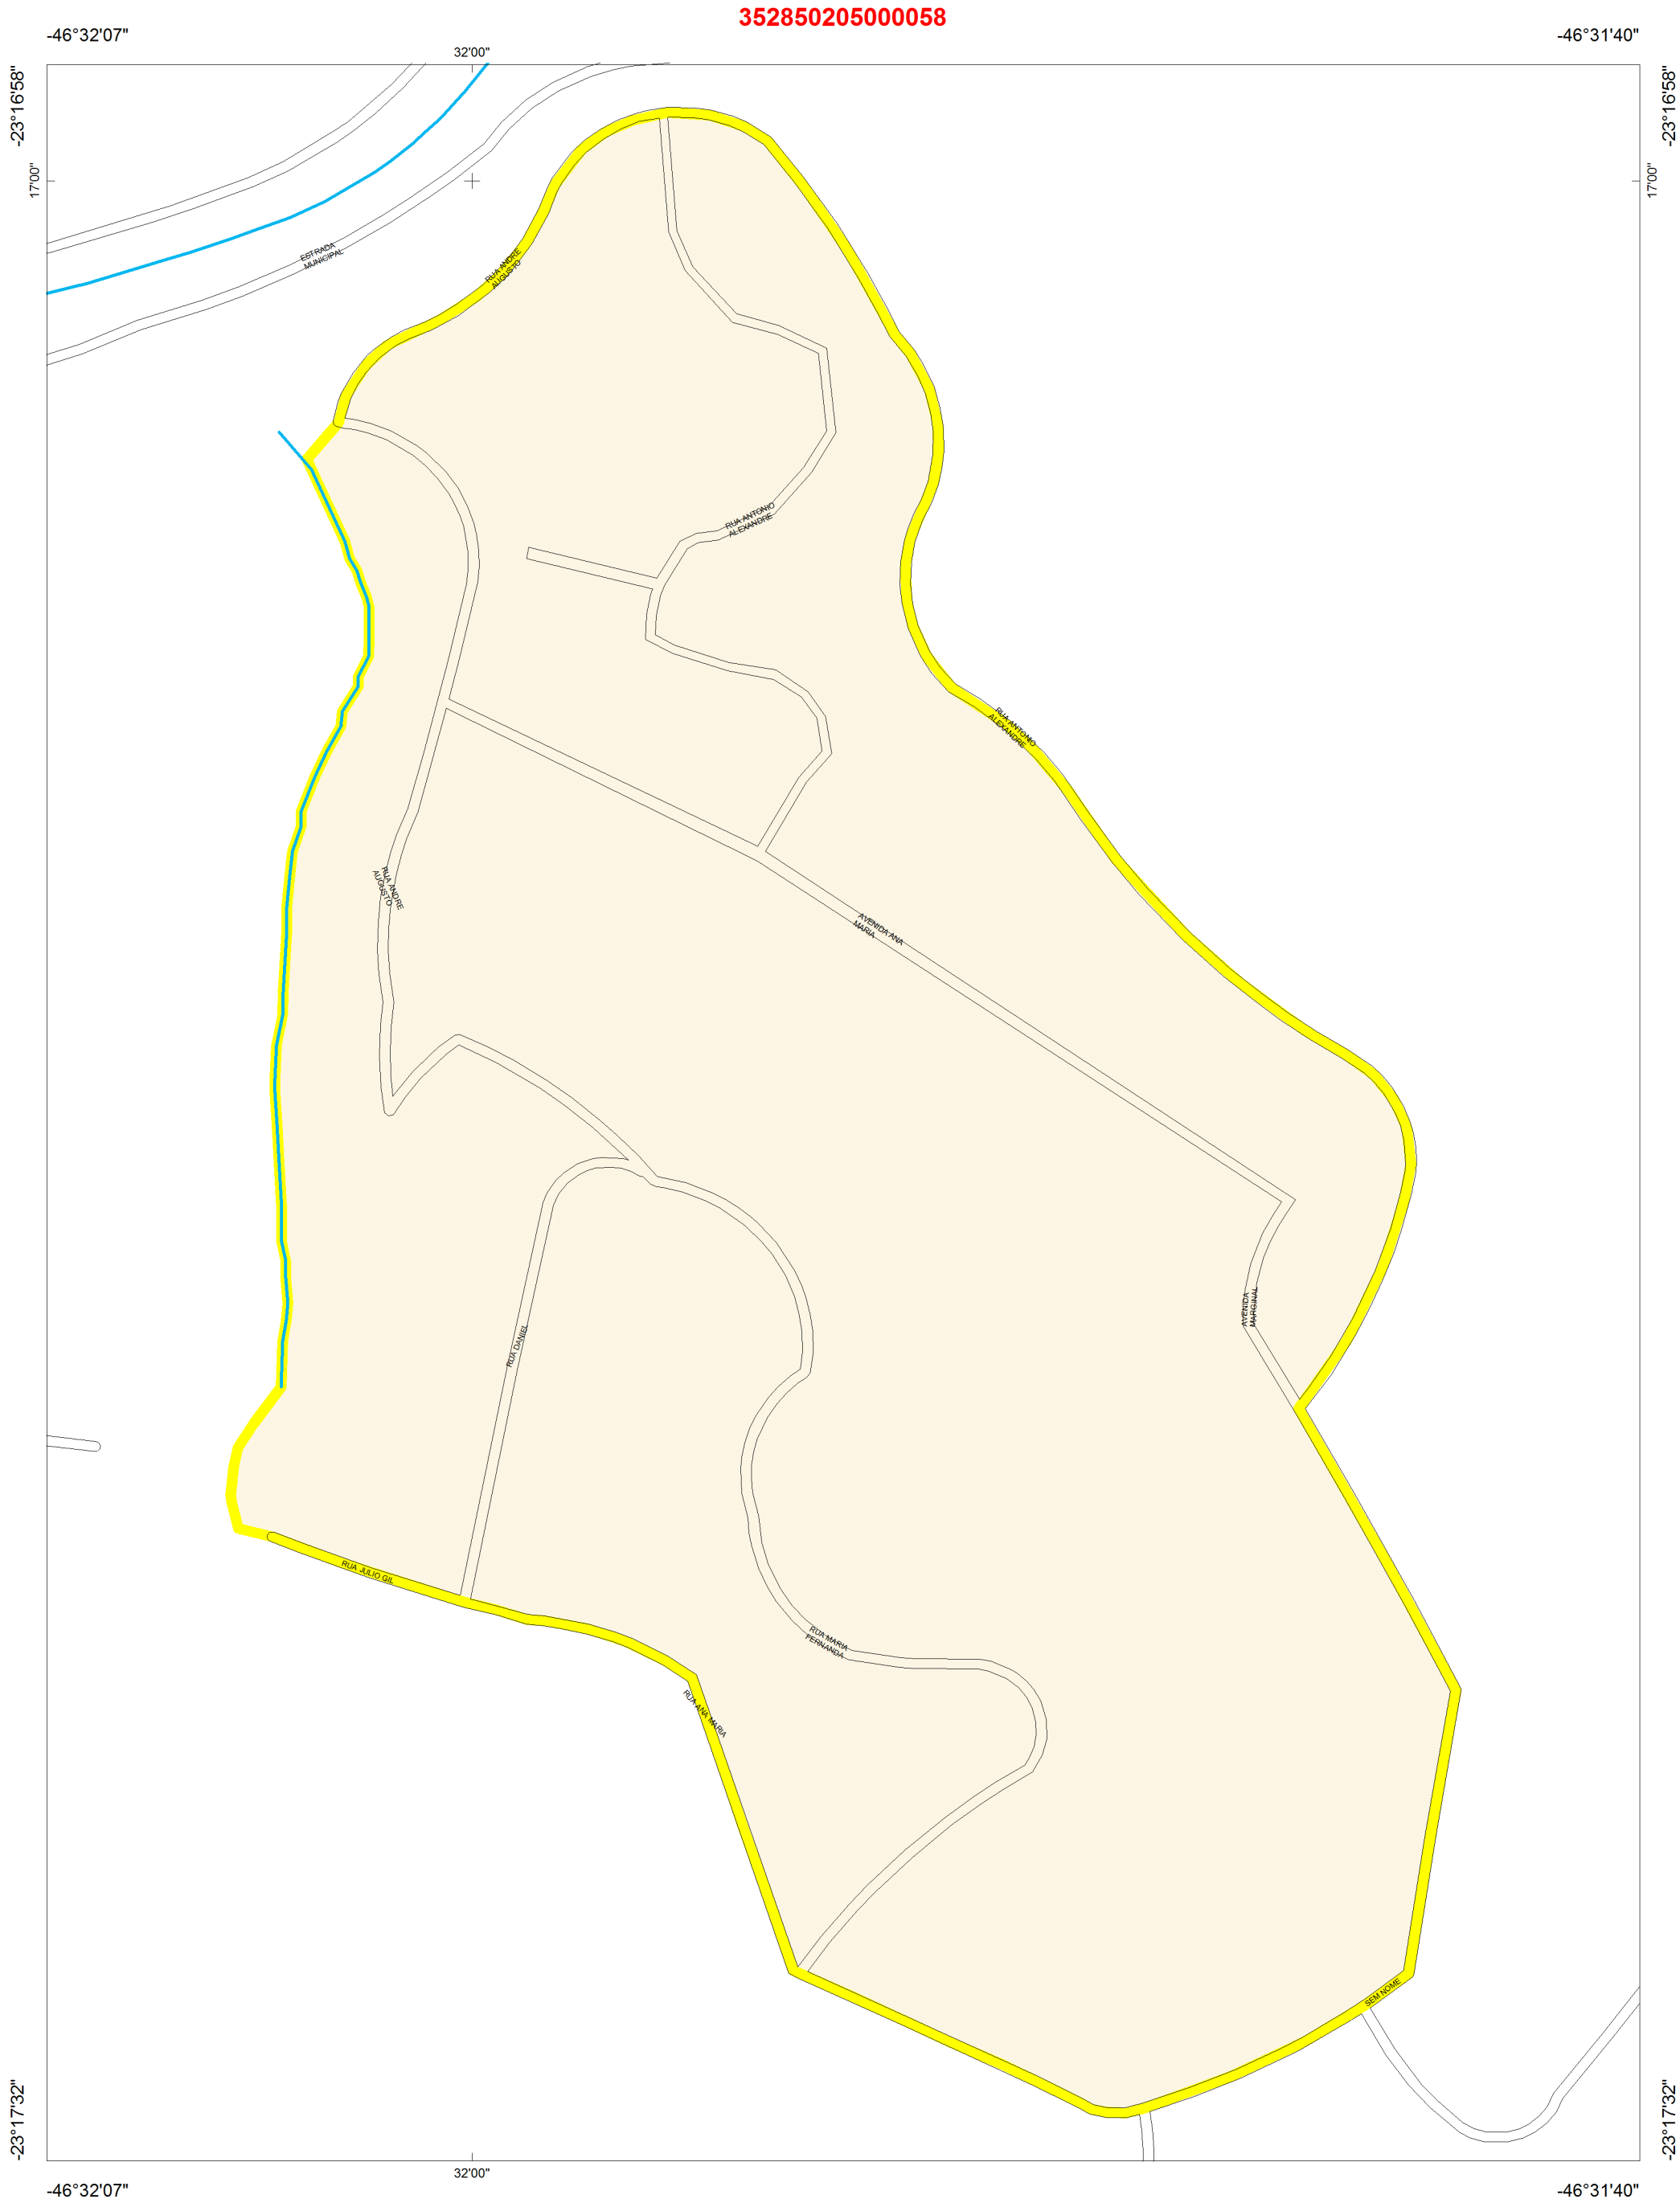 352850205000058
-46°32'07"
32'00"
-46°31'40"
-23°16'58"
-23°16'58"
17'00"
17'00"
ESTRADA
MUNICIPAL
RUA ANDRE
AUGUSTO
RUA ANTONIO
ALEXANDRE
RUA ANTONIO
ALEXANDRE
RUA ANDRE
AUGUSTO
AVENIDA ANA
MARIA
AVENIDA
MARGINAL
RUA DANIEL
RUA JULIO GIL
RUA MARIA
FERNANDA
RUA ANA MARIA
SEM NOME
-23°17'32"
-23°17'32"
-46°32'07"
32'00"
-46°31'40"